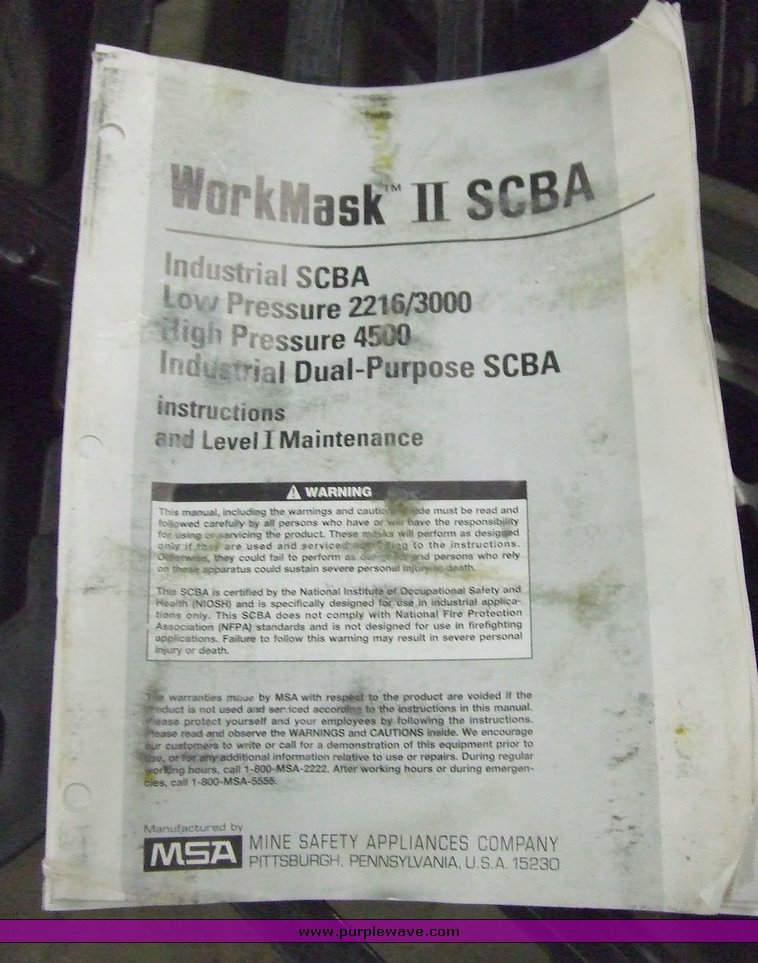 WorkMask™ II SCBA
Industrial SCBA
Low Pressure 2216/3000
High Pressure 4500
Industrial Dual-Purpose SCBA
instructions
and Level I Maintenance
⚠ WARNING
This manual, including the warnings and cautions inside must be read and
followed carefully by all persons who have or will have the responsibility
for using or servicing the product. These masks will perform as designed
only if they are used and serviced according to the instructions.
Otherwise, they could fail to perform as designed and persons who rely
on these apparatus could sustain severe personal injury or death.
This SCBA is certified by the National Institute of Occupational Safety and
Health (NIOSH) and is specifically designed for use in industrial applica-
tions only. This SCBA does not comply with National Fire Protection
Association (NFPA) standards and is not designed for use in firefighting
applications. Failure to follow this warning may result in severe personal
injury or death.
The warranties made by MSA with respect to the product are voided if the
product is not used and serviced according to the instructions in this manual.
Please protect yourself and your employees by following the instructions.
Please read and observe the WARNINGS and CAUTIONS inside. We encourage
our customers to write or call for a demonstration of this equipment prior to
use, or for any additional information relative to use or repairs. During regular
working hours, call 1-800-MSA-2222. After working hours or during emergen-
cies, call 1-800-MSA-5555.
Manufactured by
MSA MINE SAFETY APPLIANCES COMPANY
PITTSBURGH, PENNSYLVANIA, U.S.A. 15230
www.purplewave.com